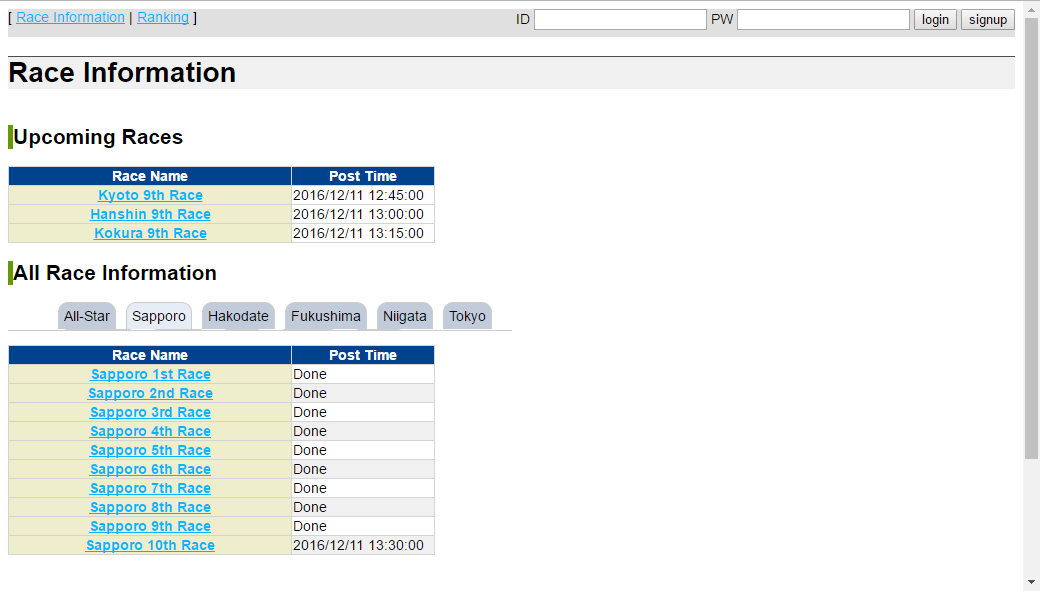 [ Race Information | Ranking ] ID PW login signup
Race Information
Upcoming Races
Race Name Post Time
Kyoto 9th Race 2016/12/11 12:45:00
Hanshin 9th Race 2016/12/11 13:00:00
Kokura 9th Race 2016/12/11 13:15:00
All Race Information
All-Star Sapporo Hakodate Fukushima Niigata Tokyo
Race Name Post Time
Sapporo 1st Race Done
Sapporo 2nd Race Done
Sapporo 3rd Race Done
Sapporo 4th Race Done
Sapporo 5th Race Done
Sapporo 6th Race Done
Sapporo 7th Race Done
Sapporo 8th Race Done
Sapporo 9th Race Done
Sapporo 10th Race 2016/12/11 13:30:00